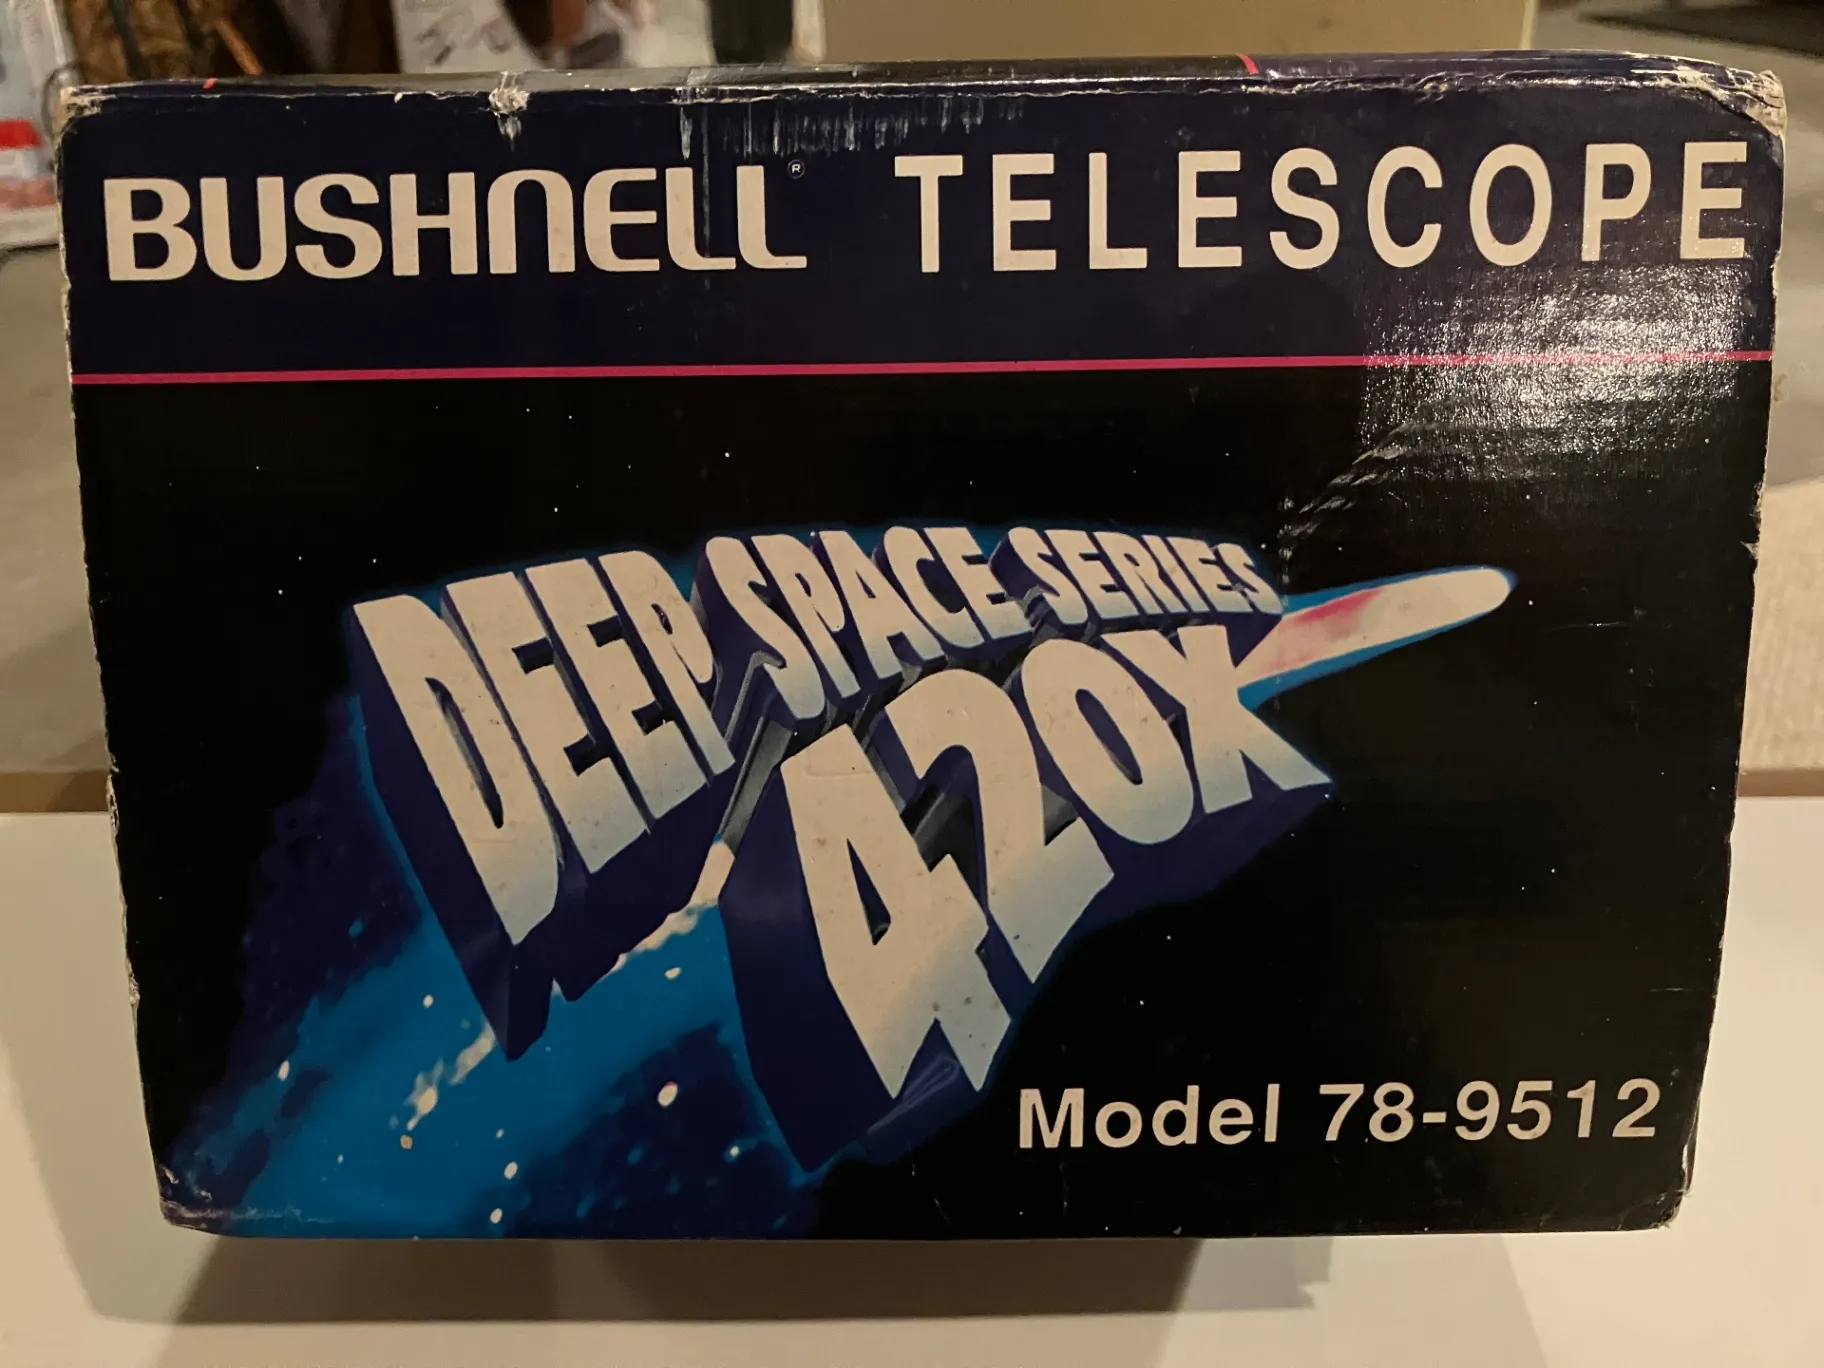 BUSHNELL® TELESCOPE
DEEP SPACE SERIES
420X
Model 78-9512